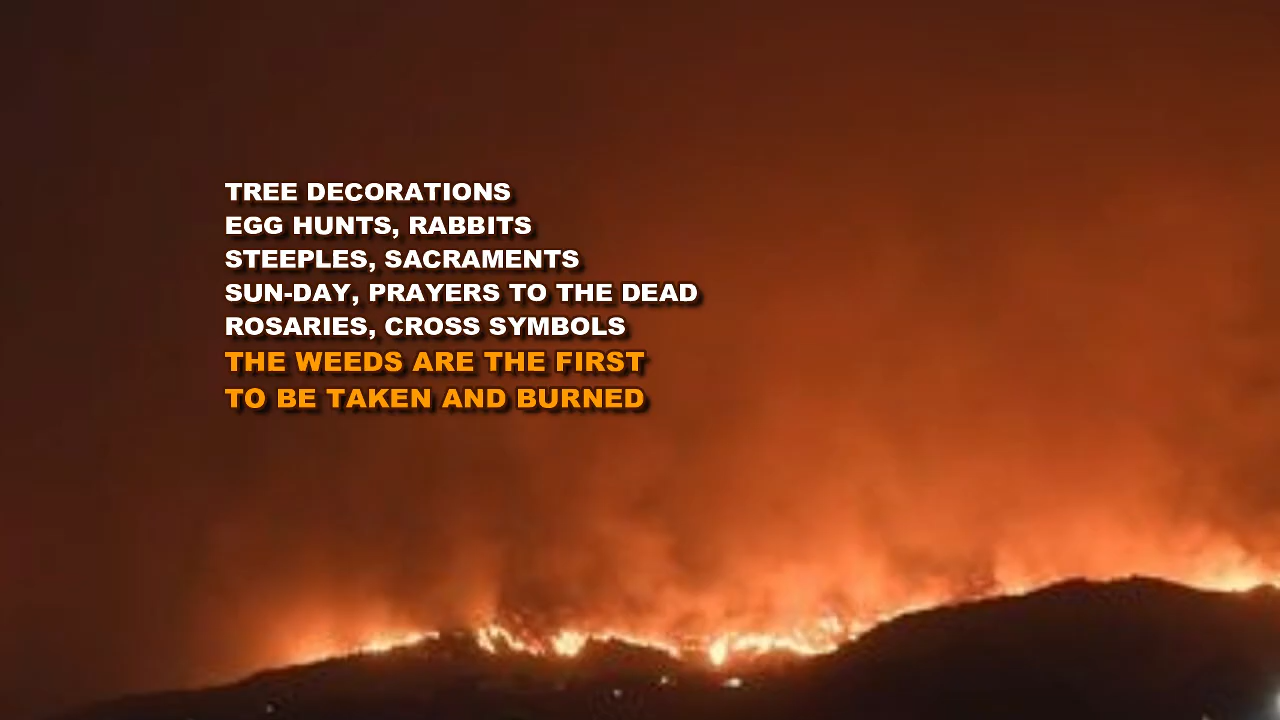 TREE DECORATIONS
EGG HUNTS, RABBITS
STEEPLES, SACRAMENTS
SUN-DAY, PRAYERS TO THE DEAD
ROSARIES, CROSS SYMBOLS
THE WEEDS ARE THE FIRST
TO BE TAKEN AND BURNED